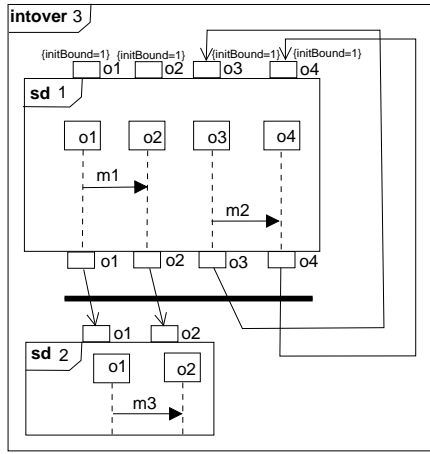 intover 3
{initBound=1} {initBound=1} {initBound=1} {initBound=1}
o1 o2 o3 o4
sd 1
o1 o2 o3 o4
m1
m2
o1 o2 o3 o4
o1 o2
sd 2
o1 o2
m3